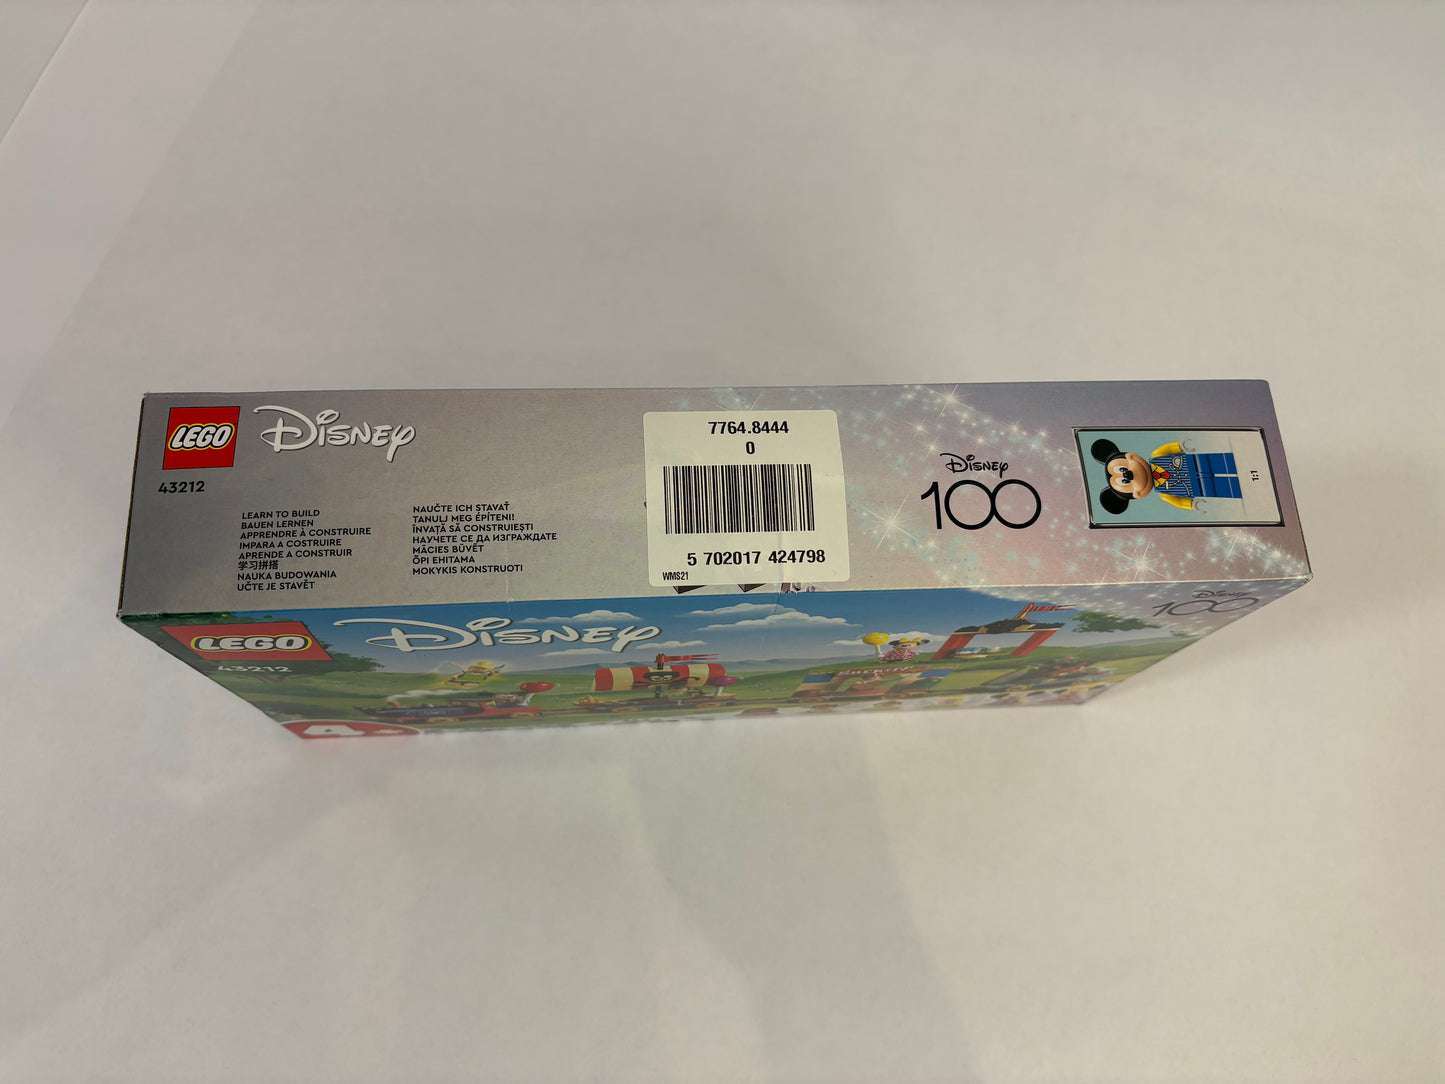 LEGO
Disney
43212
LEARN TO BUILD
BAUEN LERNEN
APPRENDRE À CONSTRUIRE
IMPARA A COSTRUIRE
APRENDE A CONSTRUIR
学习拼搭
NAUKA BUDOWANIA
UČTE JE STAVĚT
NAUČTE ICH STAVAŤ
TANULJ MEG ÉPÍTENI!
ÎNVAȚĂ SĂ CONSTRUIEȘTI
НАУЧЕТЕ СЕ ДА ИЗГРАЖДАТЕ
MĀCIES BŪVĒT
ÕPI EHITAMA
MOKYKIS KONSTRUOTI
7764.8444
0
5 702017 424798
WMS21
Disney
100
1:1
LEGO
Disney
43212
Disney
100
4+